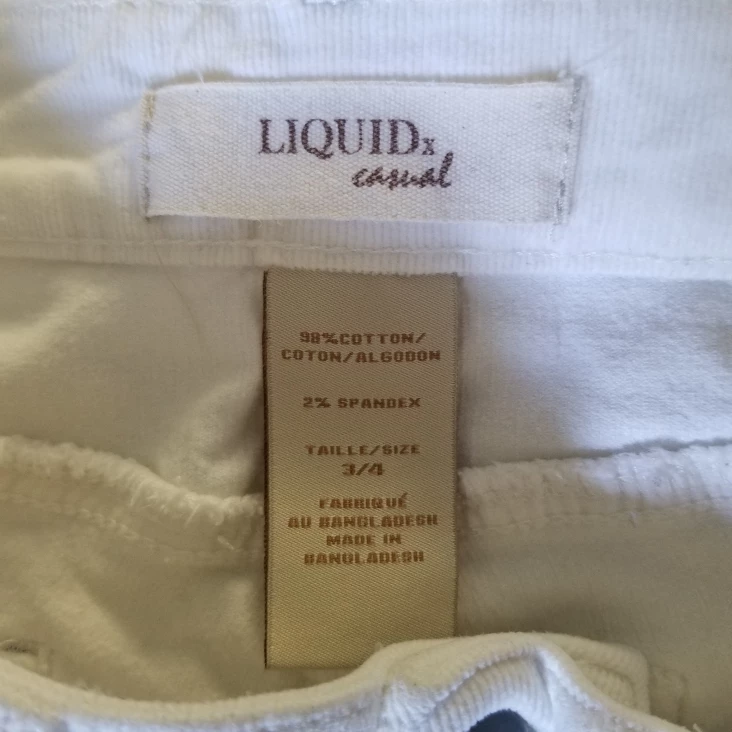 LIQUIDx
casual
98%COTTON/
COTON/ALGODON
2% SPANDEX
TAILLE/SIZE
3/4
FABRIQUÉ
AU BANGLADESH
MADE IN
BANGLADESH